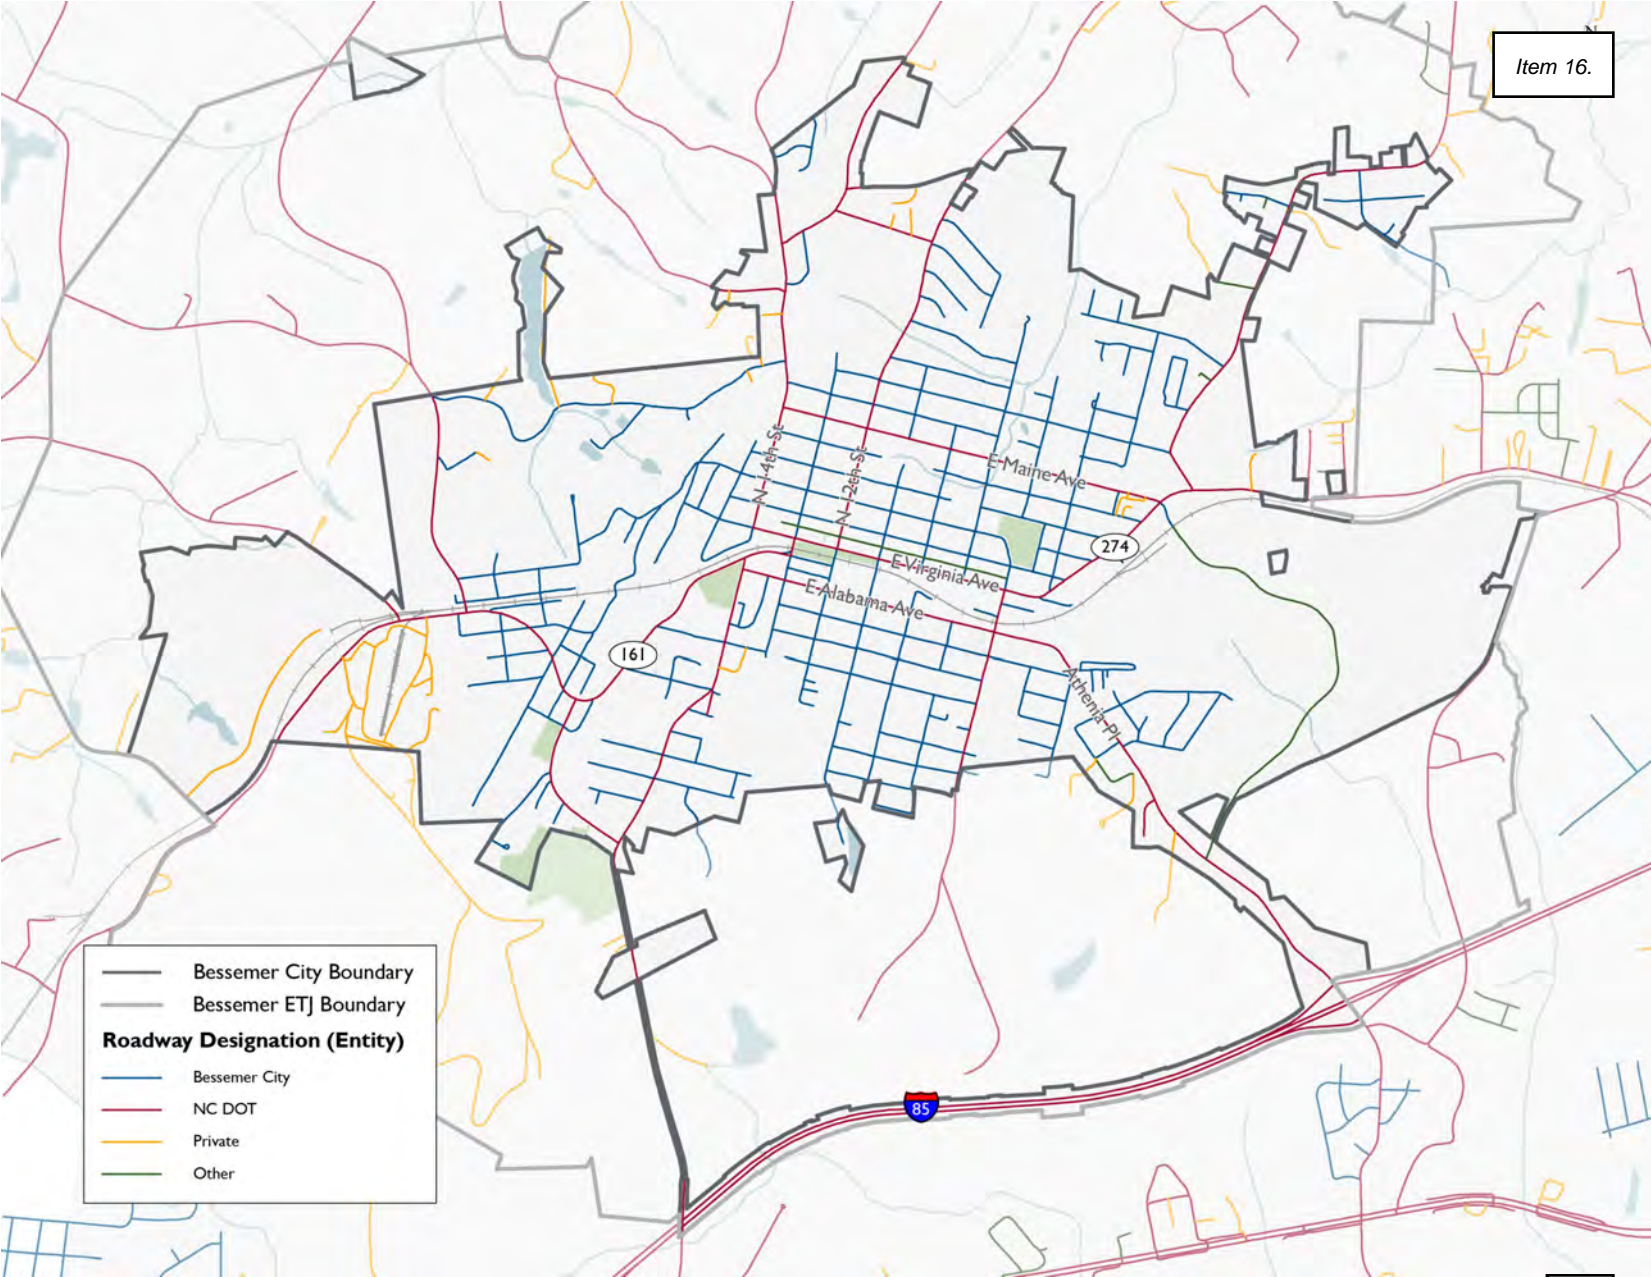 Item 16.
N 14th St
N 12th St
E Maine Ave
274
E Virginia Ave
E Alabama Ave
161
Athenia Pl
85
Bessemer City Boundary
Bessemer ETJ Boundary
Roadway Designation (Entity)
Bessemer City
NC DOT
Private
Other